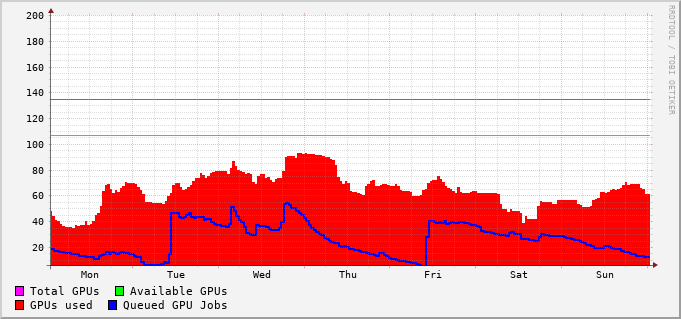 200
180
160
140
120
100
80
60
40
20
Mon Tue Wed Thu Fri Sat Sun
Total GPUs Available GPUs
GPUs used Queued GPU Jobs
RRDTOOL / TOBI OETIKER